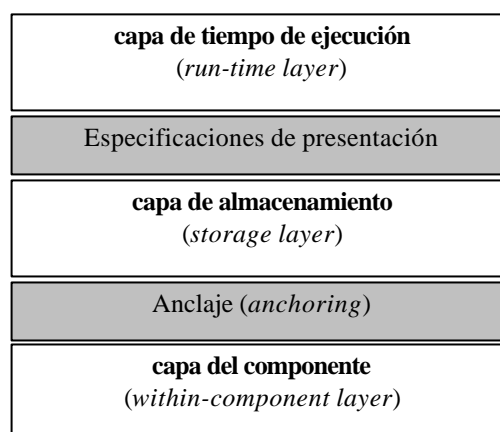 capa de tiempo de ejecución
(run-time layer)
Especificaciones de presentación
capa de almacenamiento
(storage layer)
Anclaje (anchoring)
capa del componente
(within-component layer)